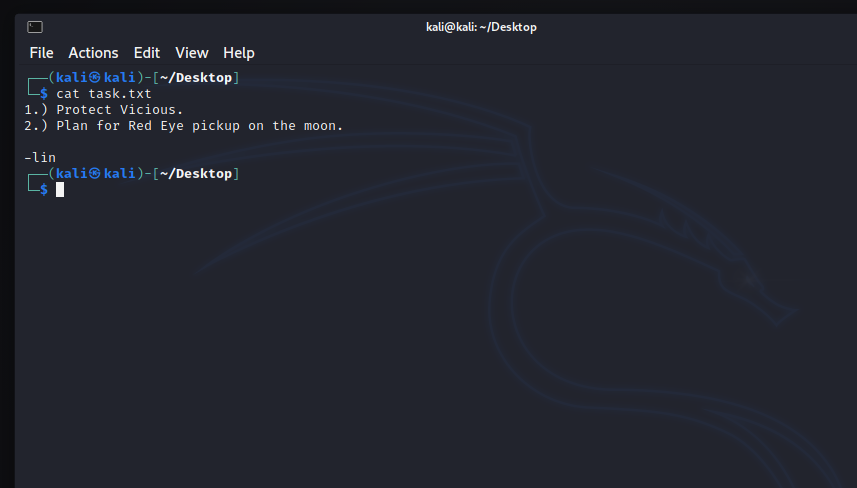 kali@kali: ~/Desktop
File Actions Edit View Help
┌──(kali㉿kali)-[~/Desktop]
└─$ cat task.txt
1.) Protect Vicious.
2.) Plan for Red Eye pickup on the moon.
-lin
┌──(kali㉿kali)-[~/Desktop]
└─$